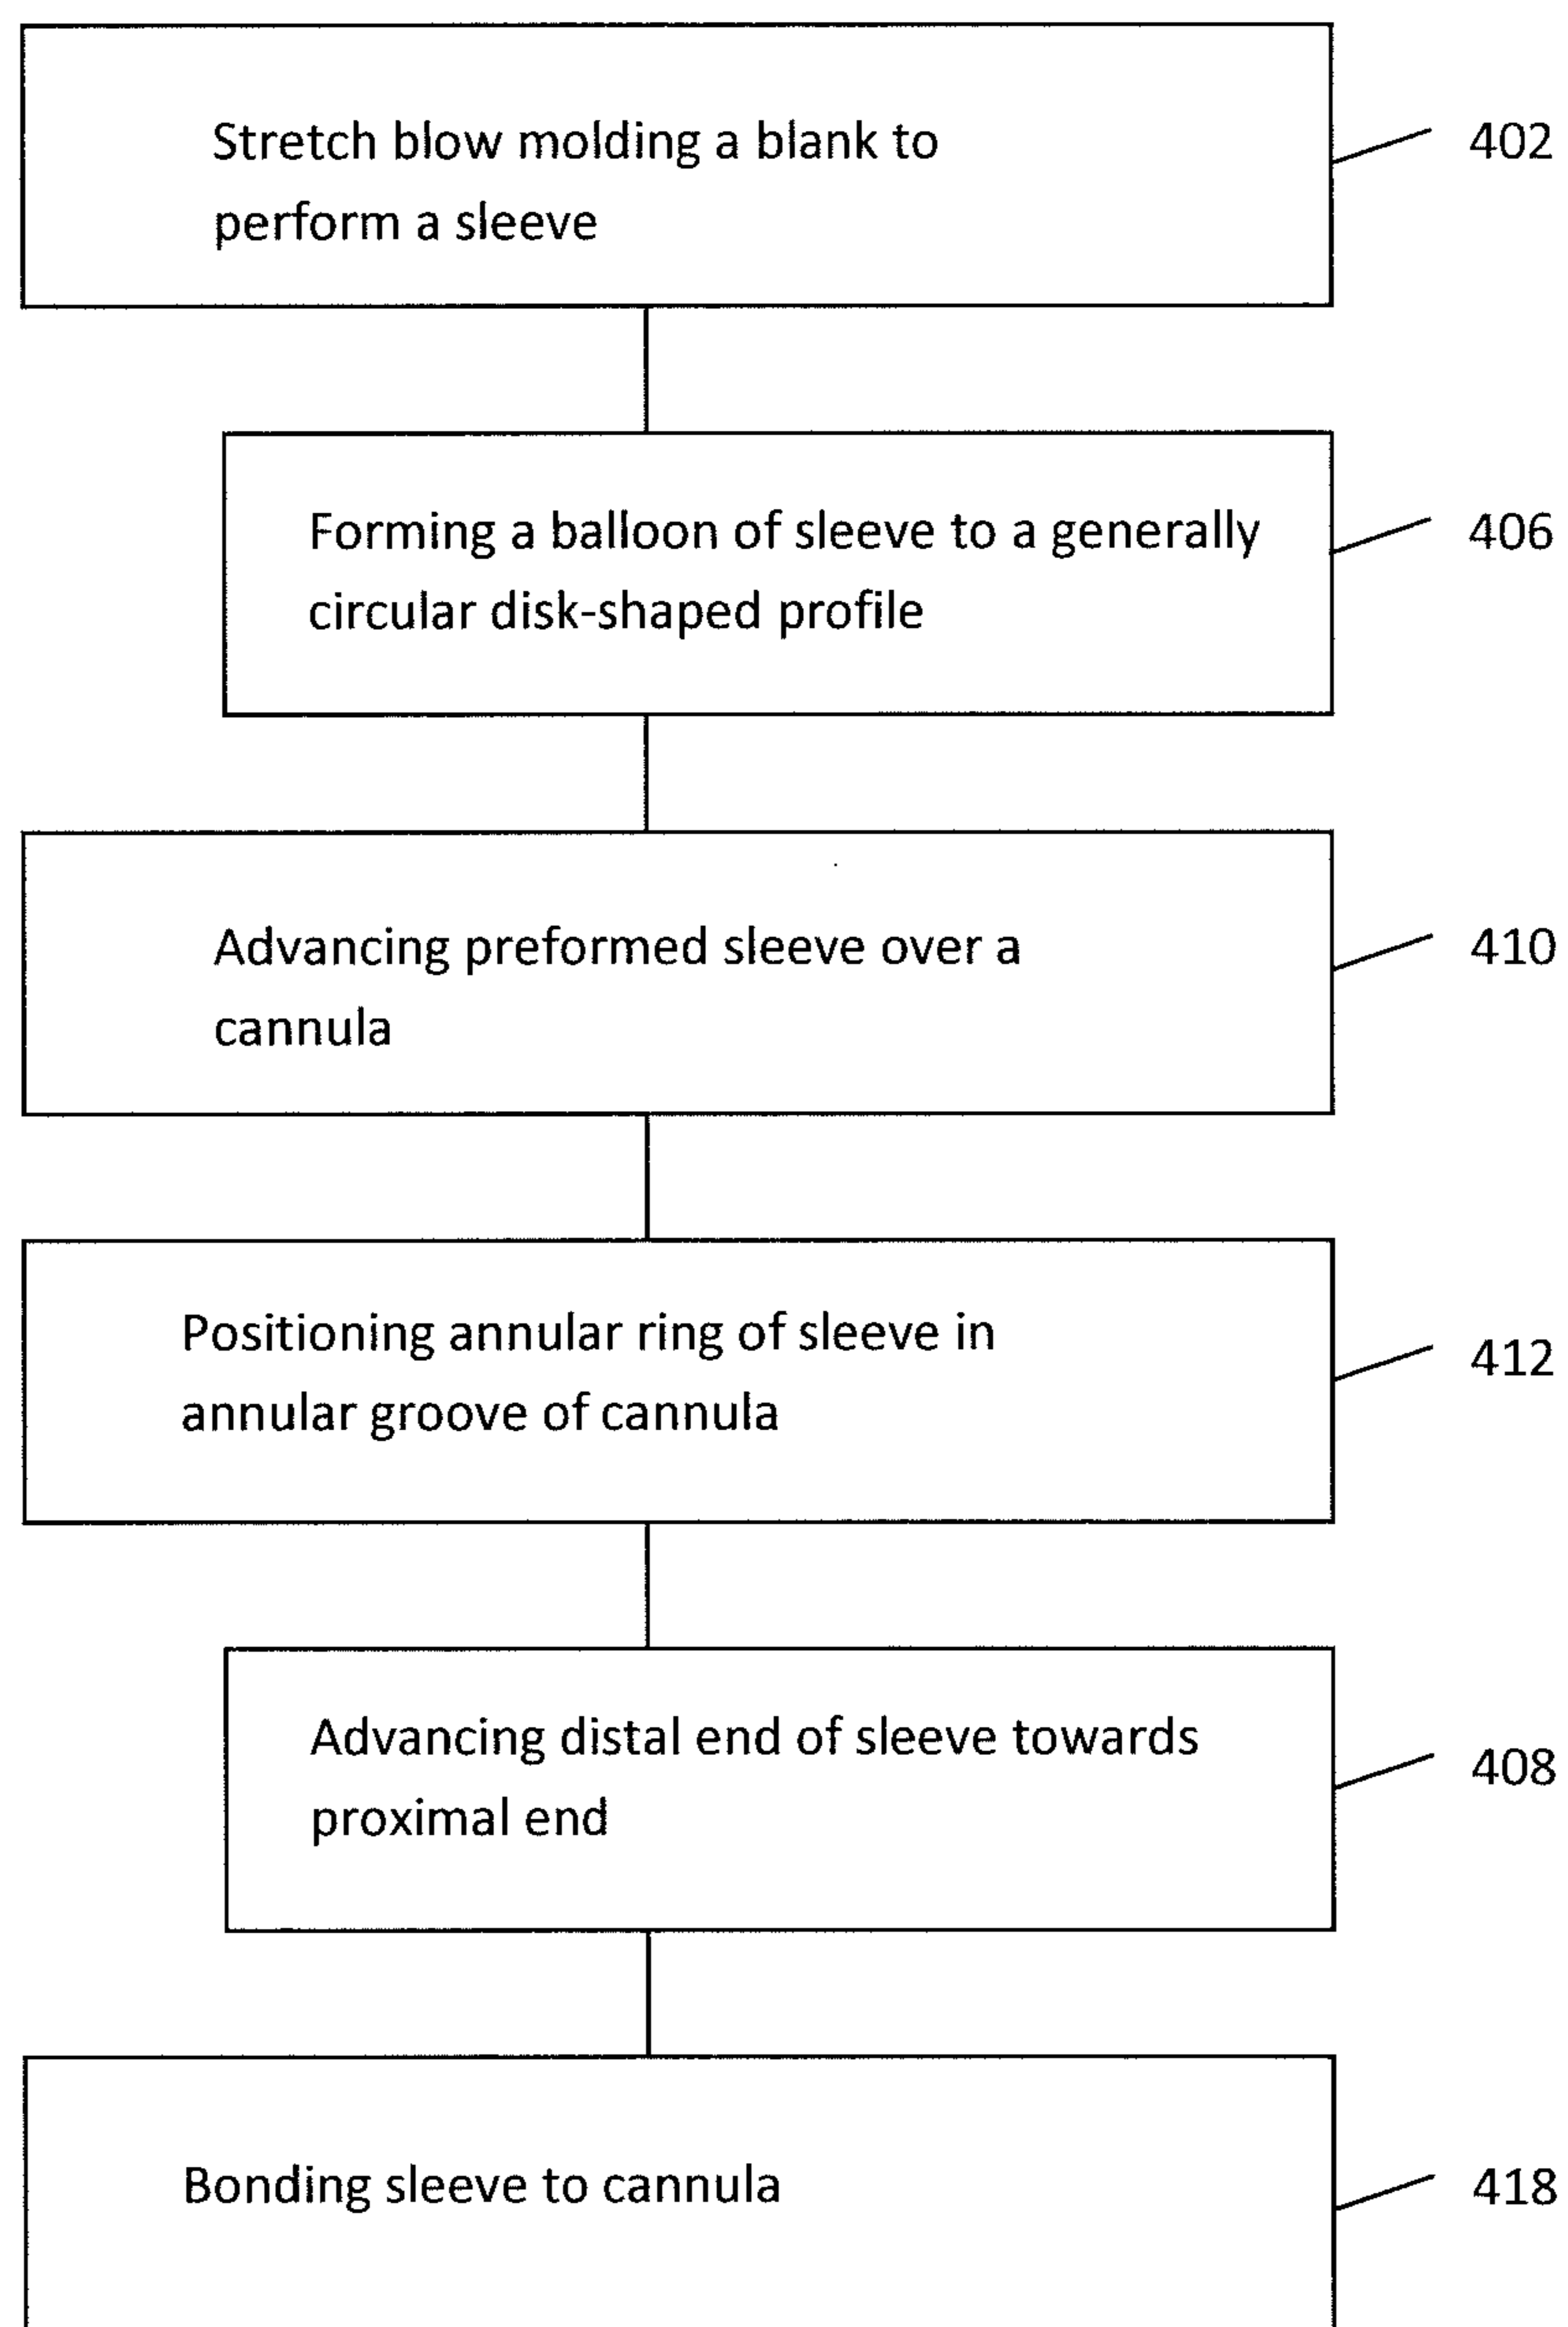 Stretch blow molding a blank to
perform a sleeve
402
Forming a balloon of sleeve to a generally
circular disk-shaped profile
406
Advancing preformed sleeve over a
cannula
410
Positioning annular ring of sleeve in
annular groove of cannula
412
Advancing distal end of sleeve towards
proximal end
408
Bonding sleeve to cannula
418